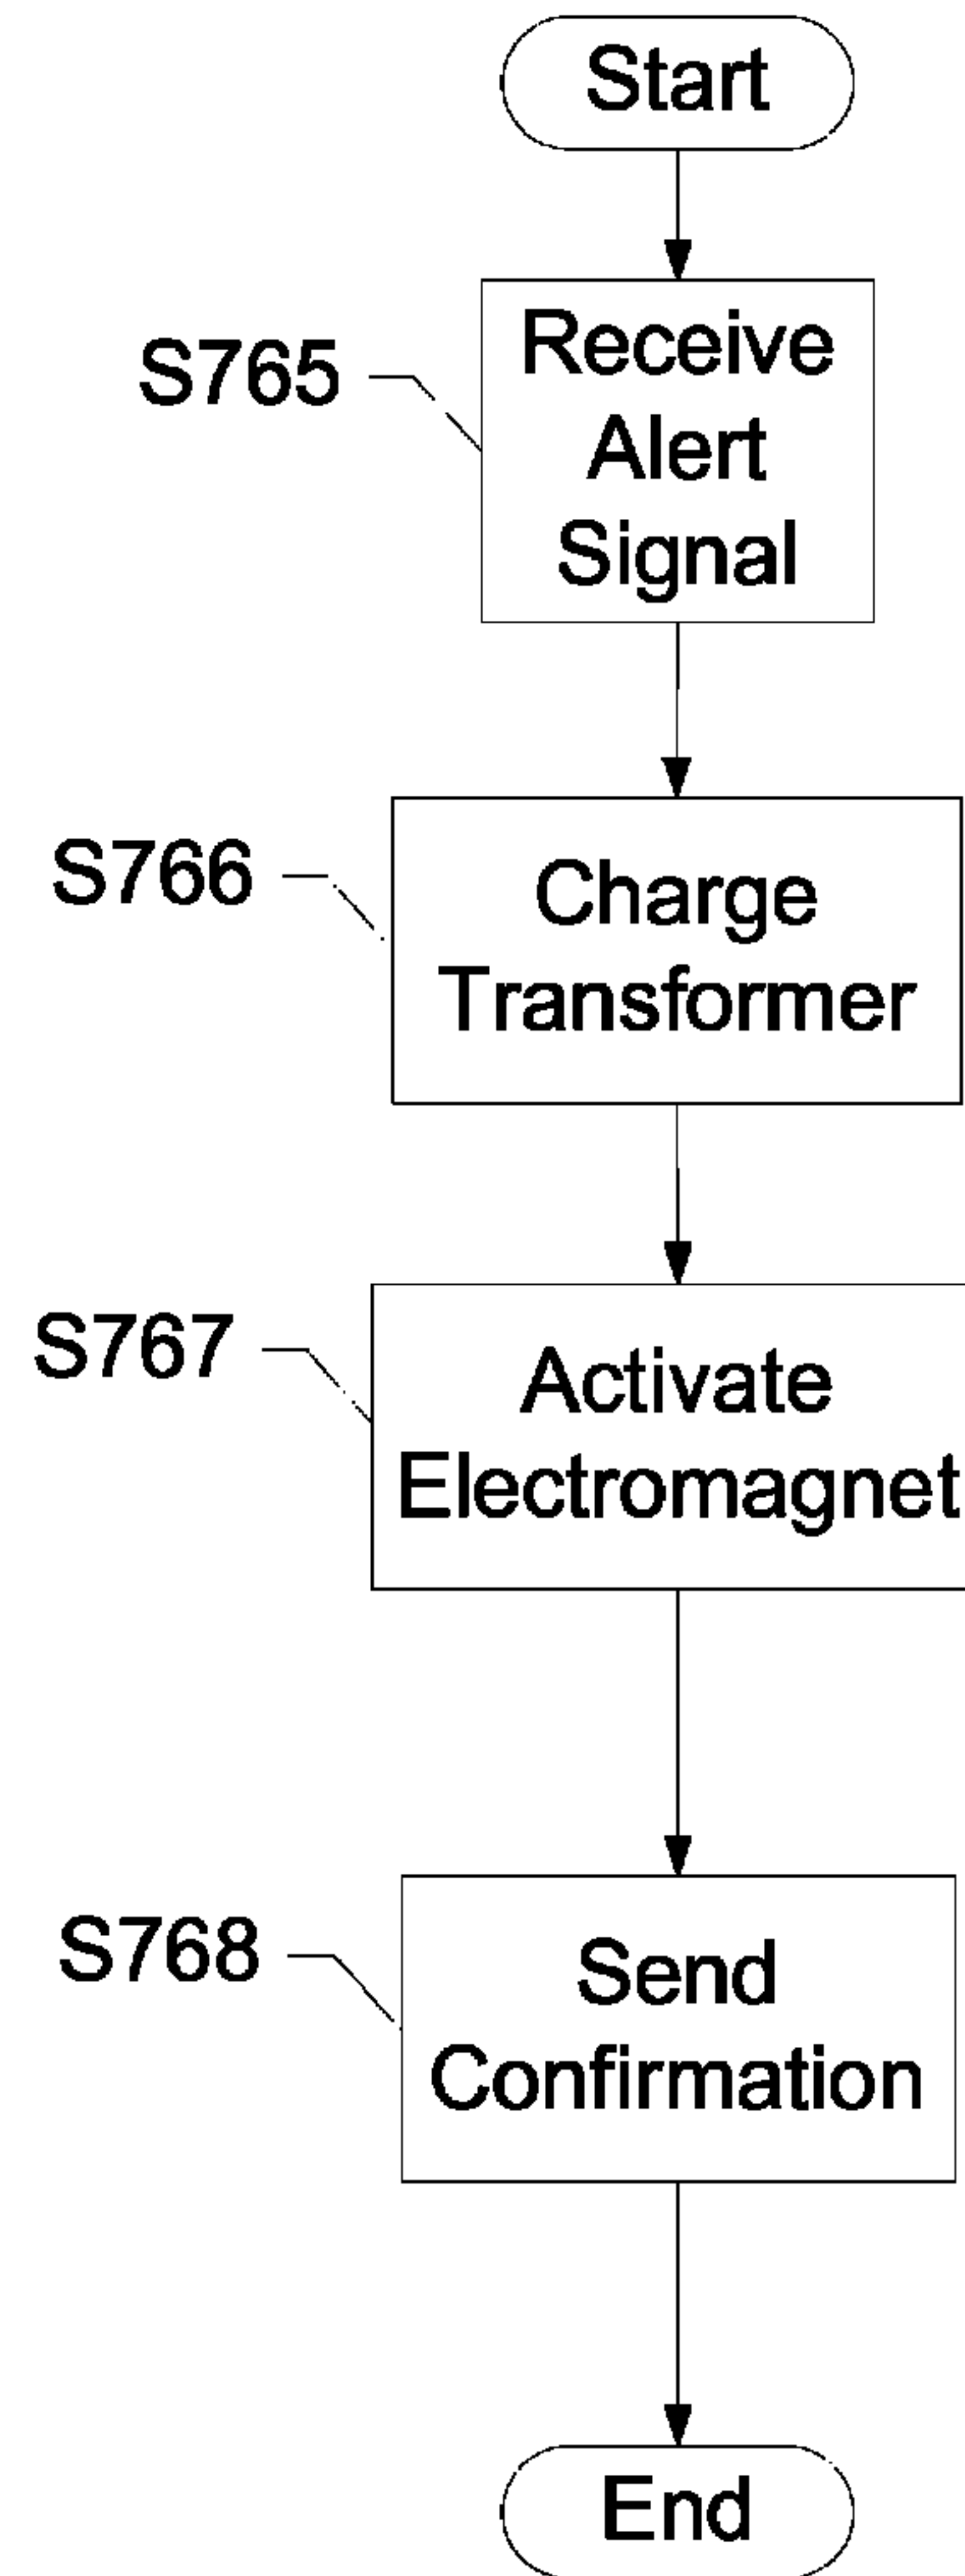 Start
S765
Receive
Alert
Signal
S766
Charge
Transformer
S767
Activate
Electromagnet
S768
Send
Confirmation
End